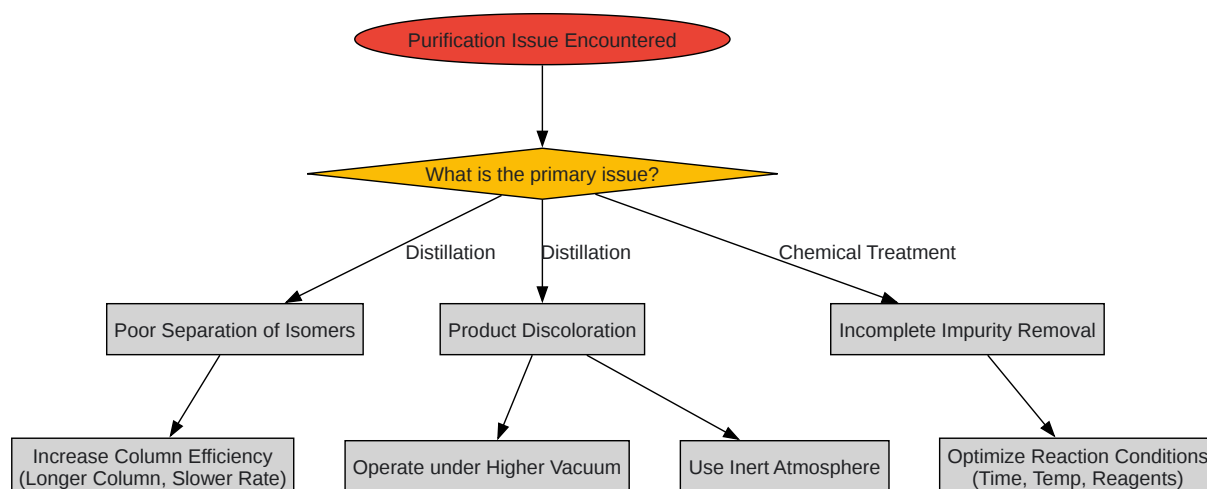 Purification Issue Encountered
What is the primary issue?
Distillation
Distillation
Chemical Treatment
Poor Separation of Isomers
Product Discoloration
Incomplete Impurity Removal
Increase Column Efficiency
(Longer Column, Slower Rate)
Operate under Higher Vacuum
Use Inert Atmosphere
Optimize Reaction Conditions
(Time, Temp, Reagents)